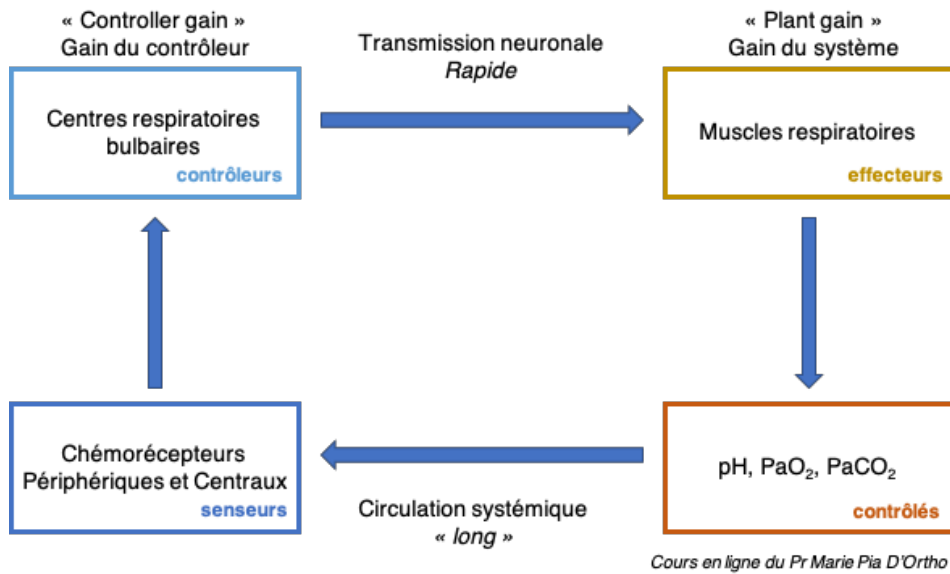 « Controller gain »
Gain du contrôleur
Transmission neuronale
Rapide
« Plant gain »
Gain du système
Centres respiratoires
bulbaires
contrôleurs
Muscles respiratoires
effecteurs
Chémorécepteurs
Périphériques et Centraux
senseurs
Circulation systémique
« long »
pH, PaO₂, PaCO₂
contrôlés
Cours en ligne du Pr Marie Pia D'Ortho